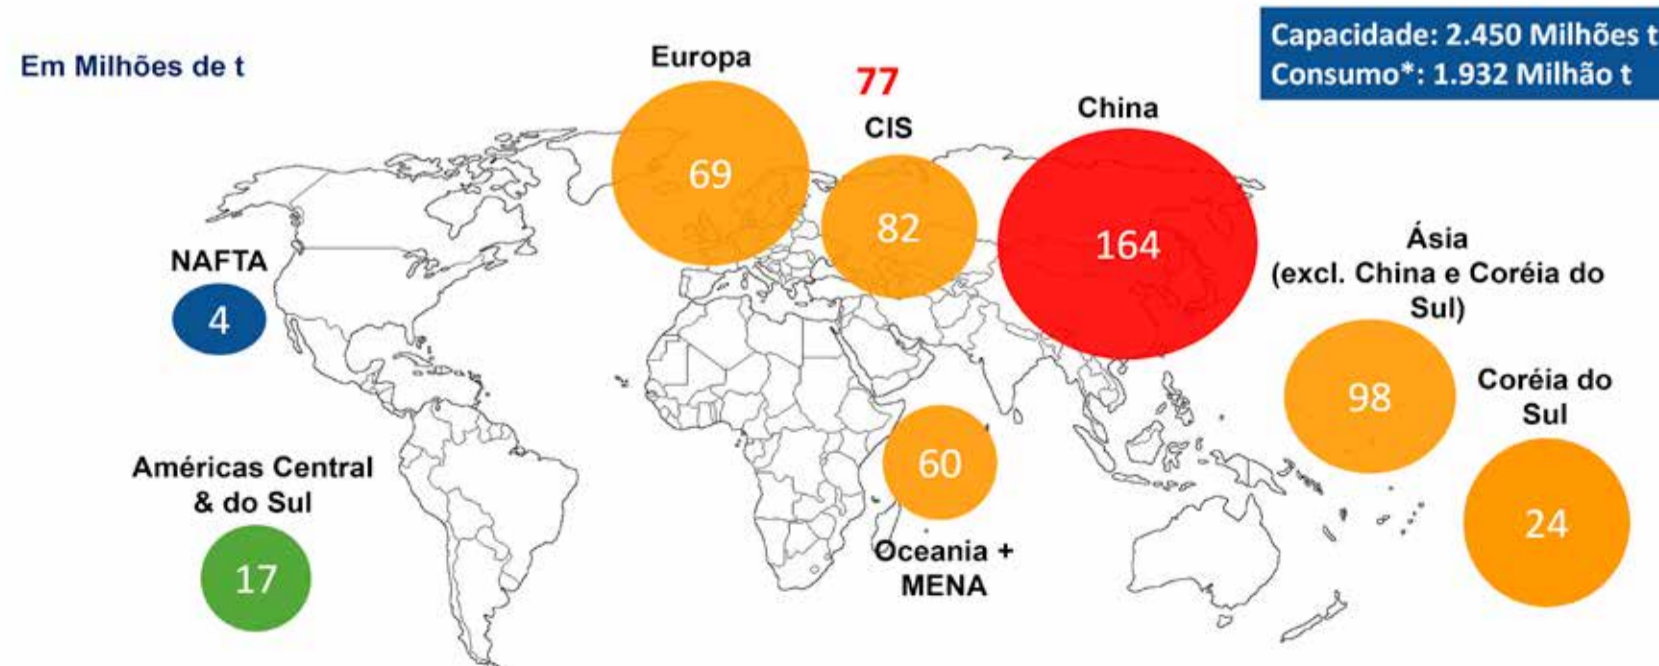 Em Milhões de t
Capacidade: 2.450 Milhões t
Consumo*: 1.932 Milhão t
Europa
69
77
CIS
82
China
164
NAFTA
4
Ásia
(excl. China e Coréia do
Sul)
98
Coréia do
Sul
24
Américas Central
& do Sul
17
60
Oceania +
MENA